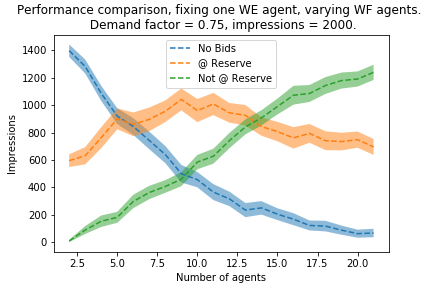 Performance comparison, fixing one WE agent, varying WF agents.
Demand factor = 0.75, impressions = 2000.
No Bids
@ Reserve
Not @ Reserve
Impressions
1400
1200
1000
800
600
400
200
0
2.5 5.0 7.5 10.0 12.5 15.0 17.5 20.0
Number of agents